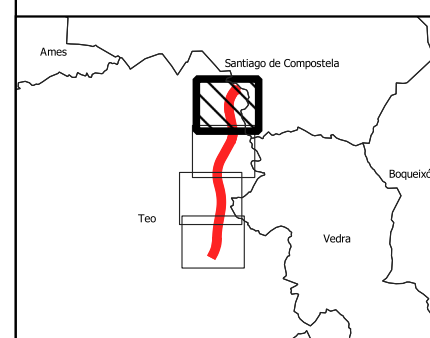 Ames
Santiago de Compostela
Boqueixó
Teo
Vedra